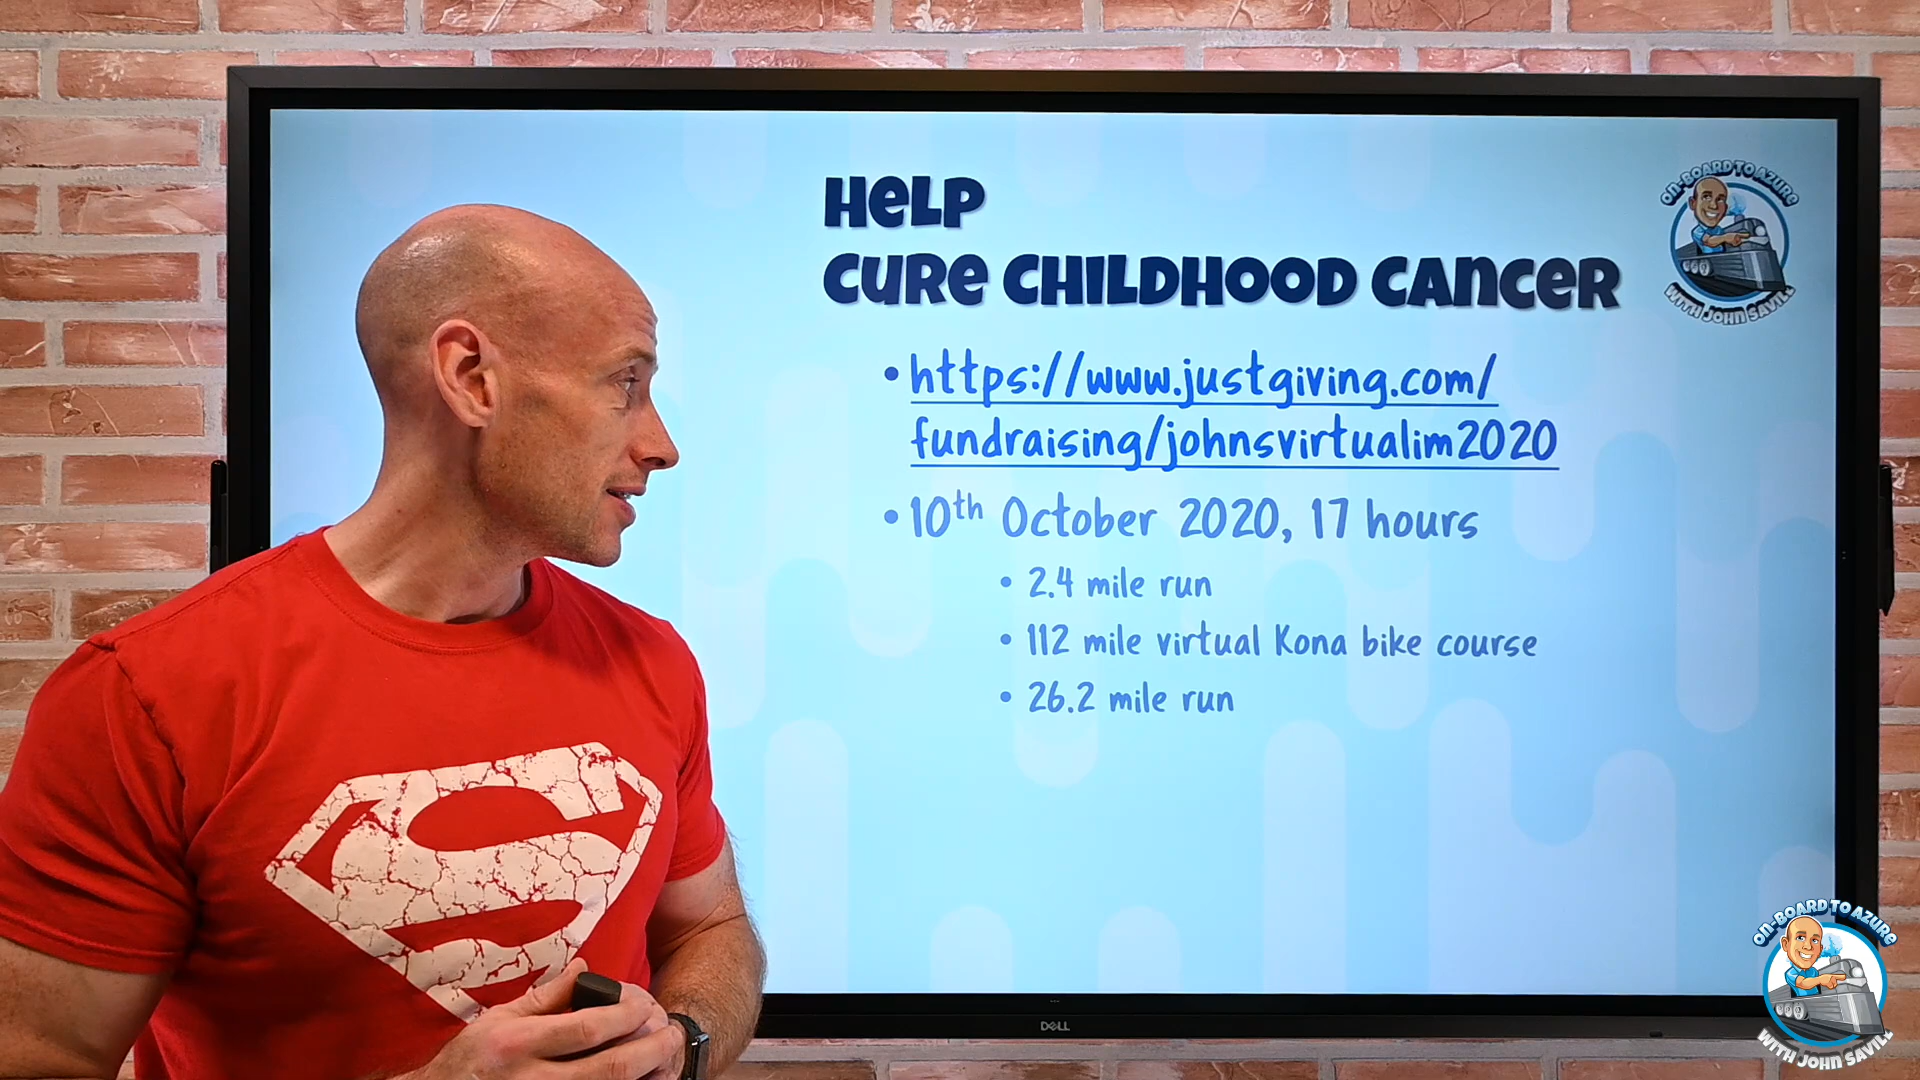 HELP
CURE CHILDHOOD CANCER
ON-BOARD TO AZURE
WITH JOHN SAVILL
• https://www.justgiving.com/
fundraising/johnsvirtualim2020
• 10th October 2020, 17 hours
• 2.4 mile run
• 112 mile virtual Kona bike course
• 26.2 mile run
DELL
ON-BOARD TO AZURE
WITH JOHN SAVILL